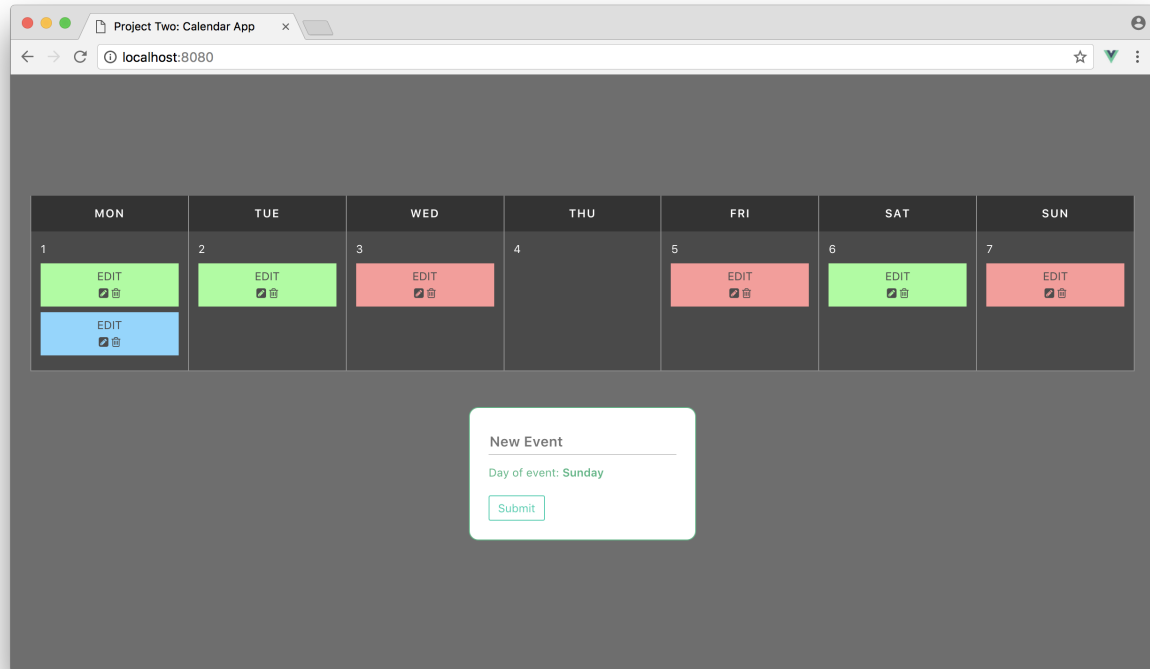 Project Two: Calendar App
localhost:8080
MON TUE WED THU FRI SAT SUN
1 2 3 4 5 6 7
EDIT EDIT EDIT EDIT EDIT EDIT
EDIT
New Event
Day of event: Sunday
Submit